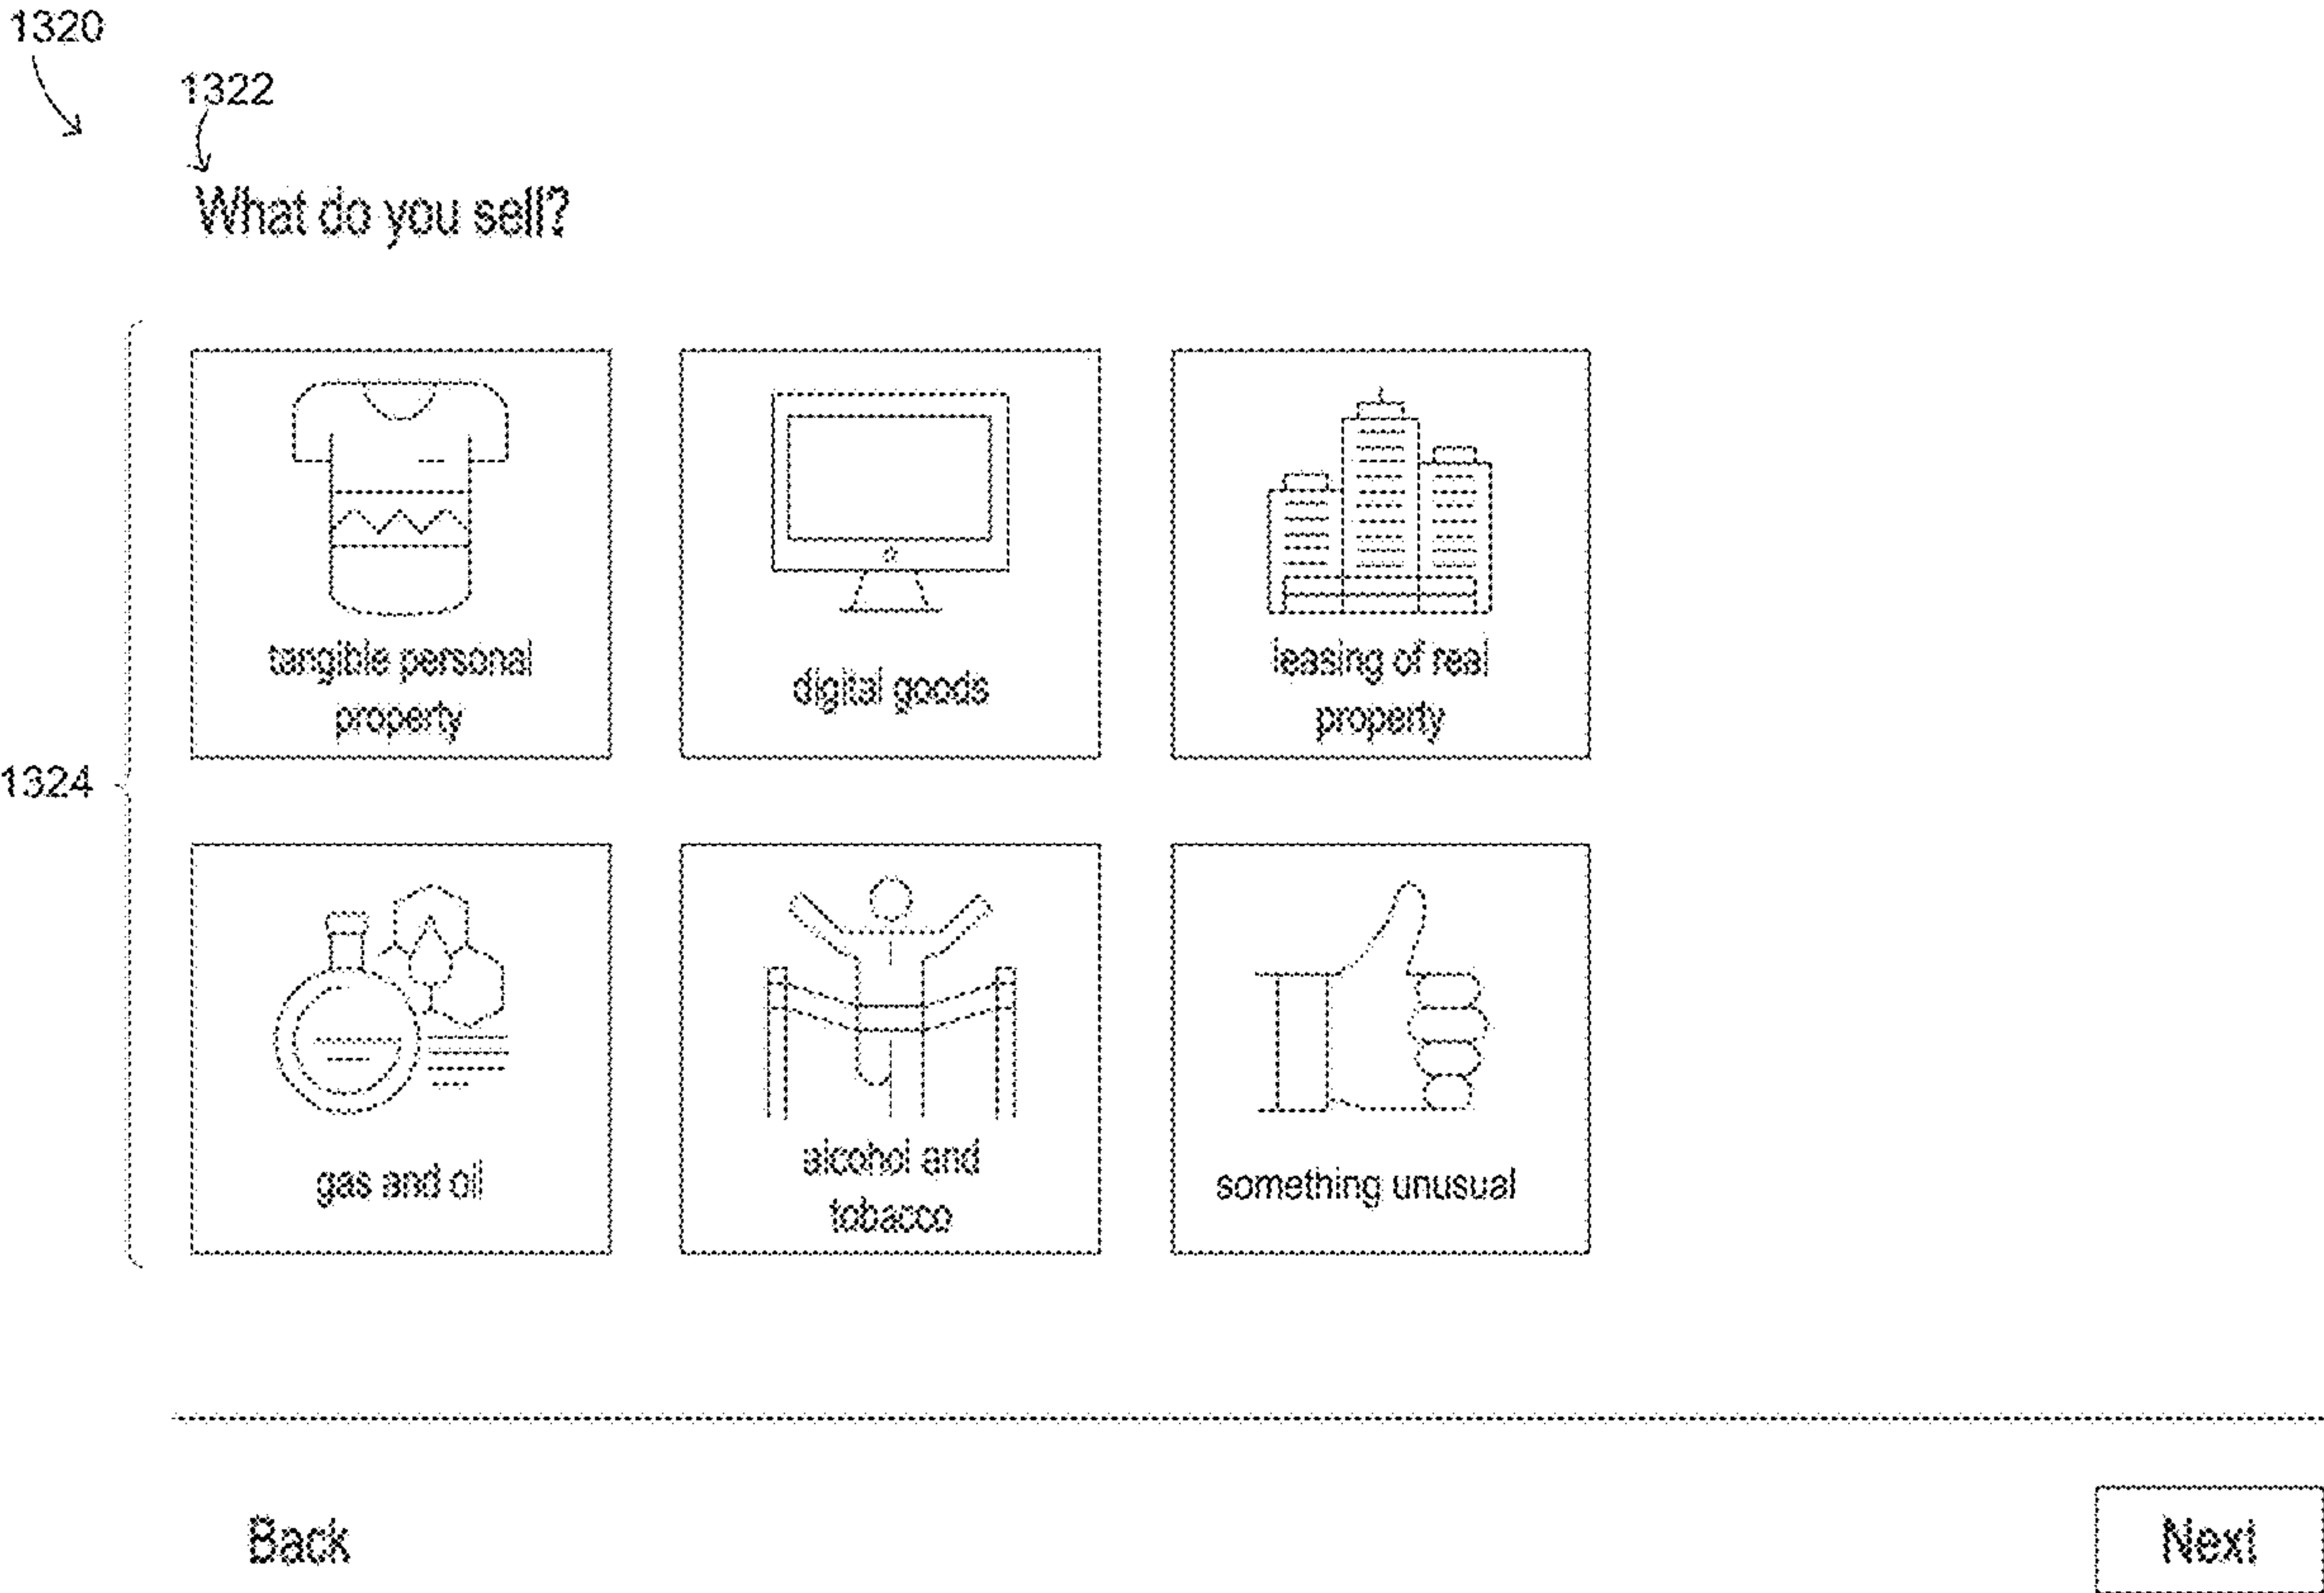 1320
1322
What do you sell?
tangible personal
property
digital goods
leasing of real
property
1324
gas and oil
alcohol and
tobacco
something unusual
Back
Next